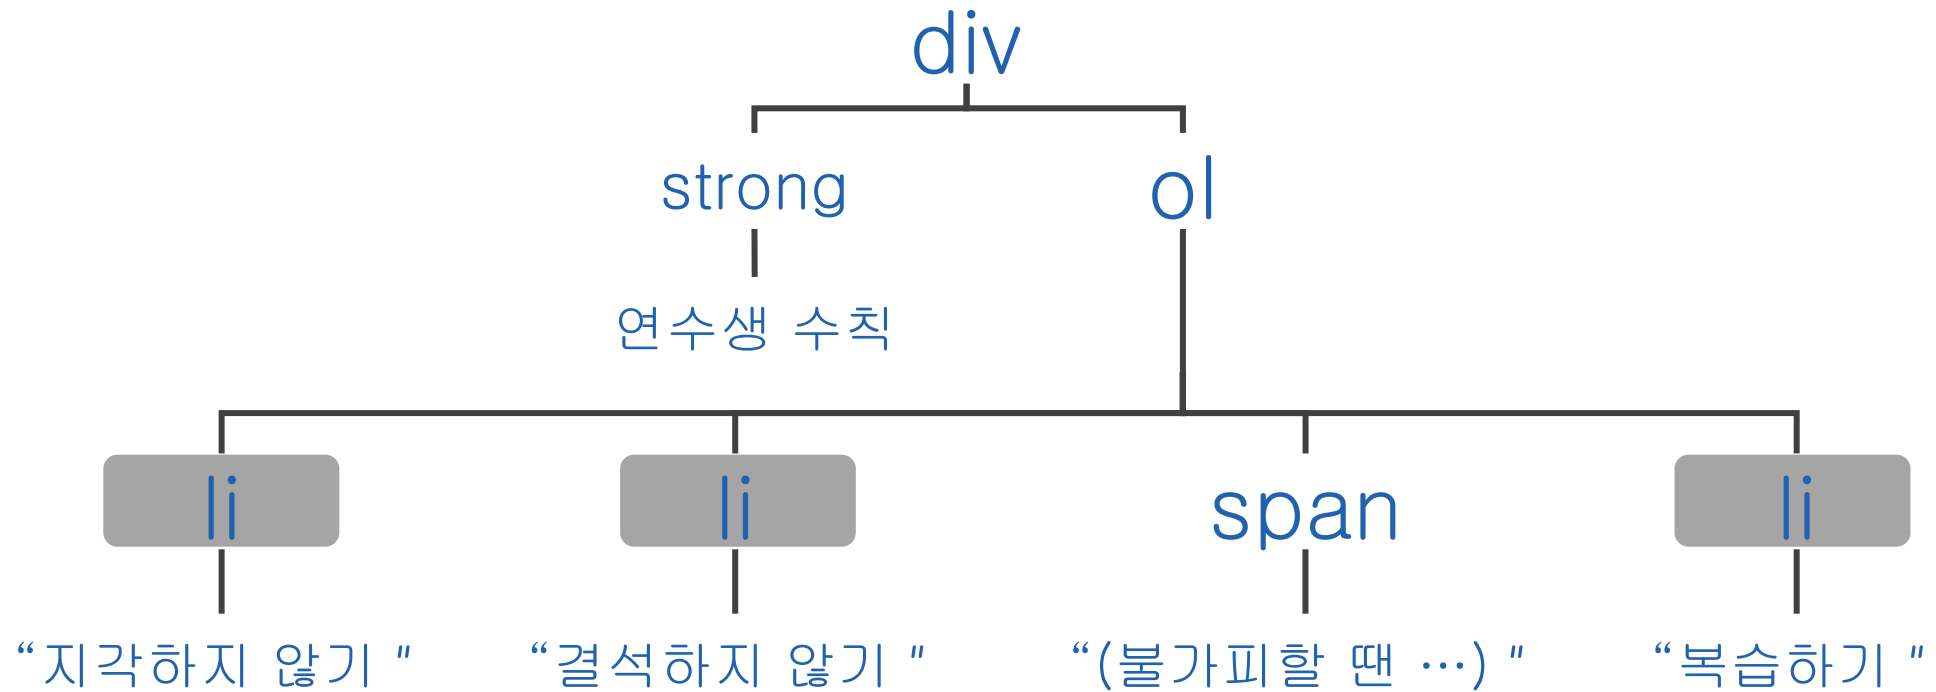 div
strong ol
연수생 수칙
li li span li
“지각하지 않기 " “결석하지 않기 " “(불가피할 땐 …) " “복습하기 "